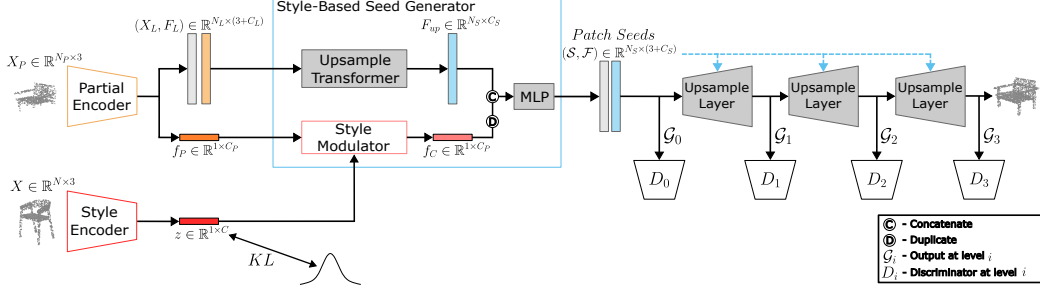 Style-Based Seed Generator
(X_L, F_L) ∈ ℝ^{N_L×(3+C_L)}
F_{up} ∈ ℝ^{N_S×C_S}
Patch Seeds
(𝒮, ℱ) ∈ ℝ^{N_S×(3+C_S)}
X_P ∈ ℝ^{N_P×3}
Partial
Encoder
Upsample
Transformer
C
D
MLP
Upsample
Layer
Upsample
Layer
Upsample
Layer
f_P ∈ ℝ^{1×C_P}
Style
Modulator
f_C ∈ ℝ^{1×C_P}
𝒢_0
𝒢_1
𝒢_2
𝒢_3
D_0
D_1
D_2
D_3
X ∈ ℝ^{N×3}
Style
Encoder
z ∈ ℝ^{1×C}
KL
C - Concatenate
D - Duplicate
𝒢_i - Output at level i
D_i - Discriminator at level i